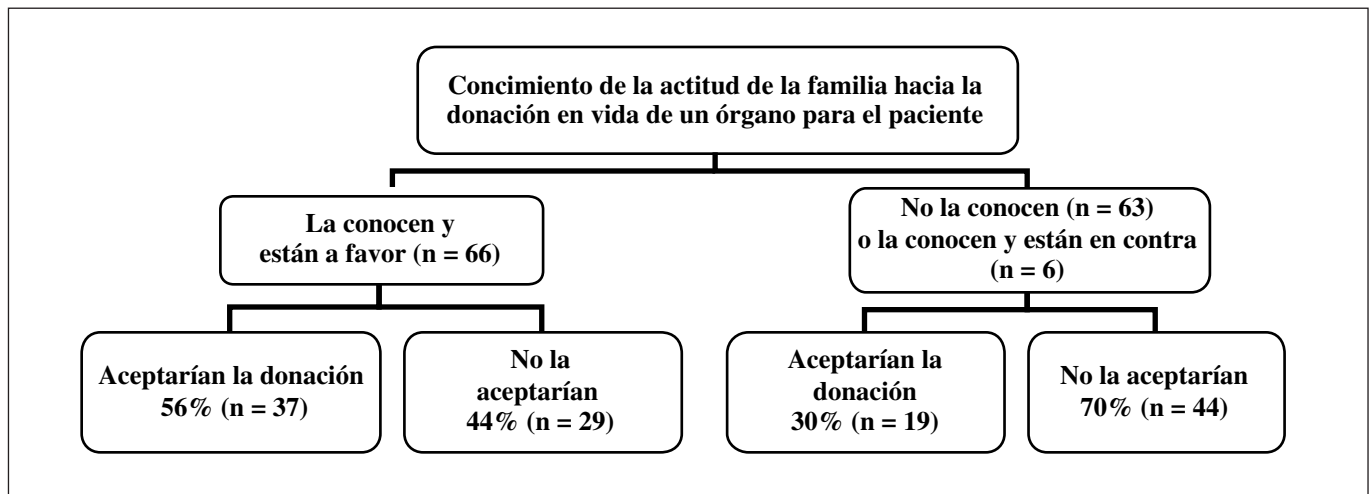 Concimiento de la actitud de la familia hacia la
donación en vida de un órgano para el paciente
La conocen y
están a favor (n = 66)
No la conocen (n = 63)
o la conocen y están en contra
(n = 6)
Aceptarían la donación
56% (n = 37)
No la
aceptarían
44% (n = 29)
Aceptarían la
donación
30% (n = 19)
No la aceptarían
70% (n = 44)